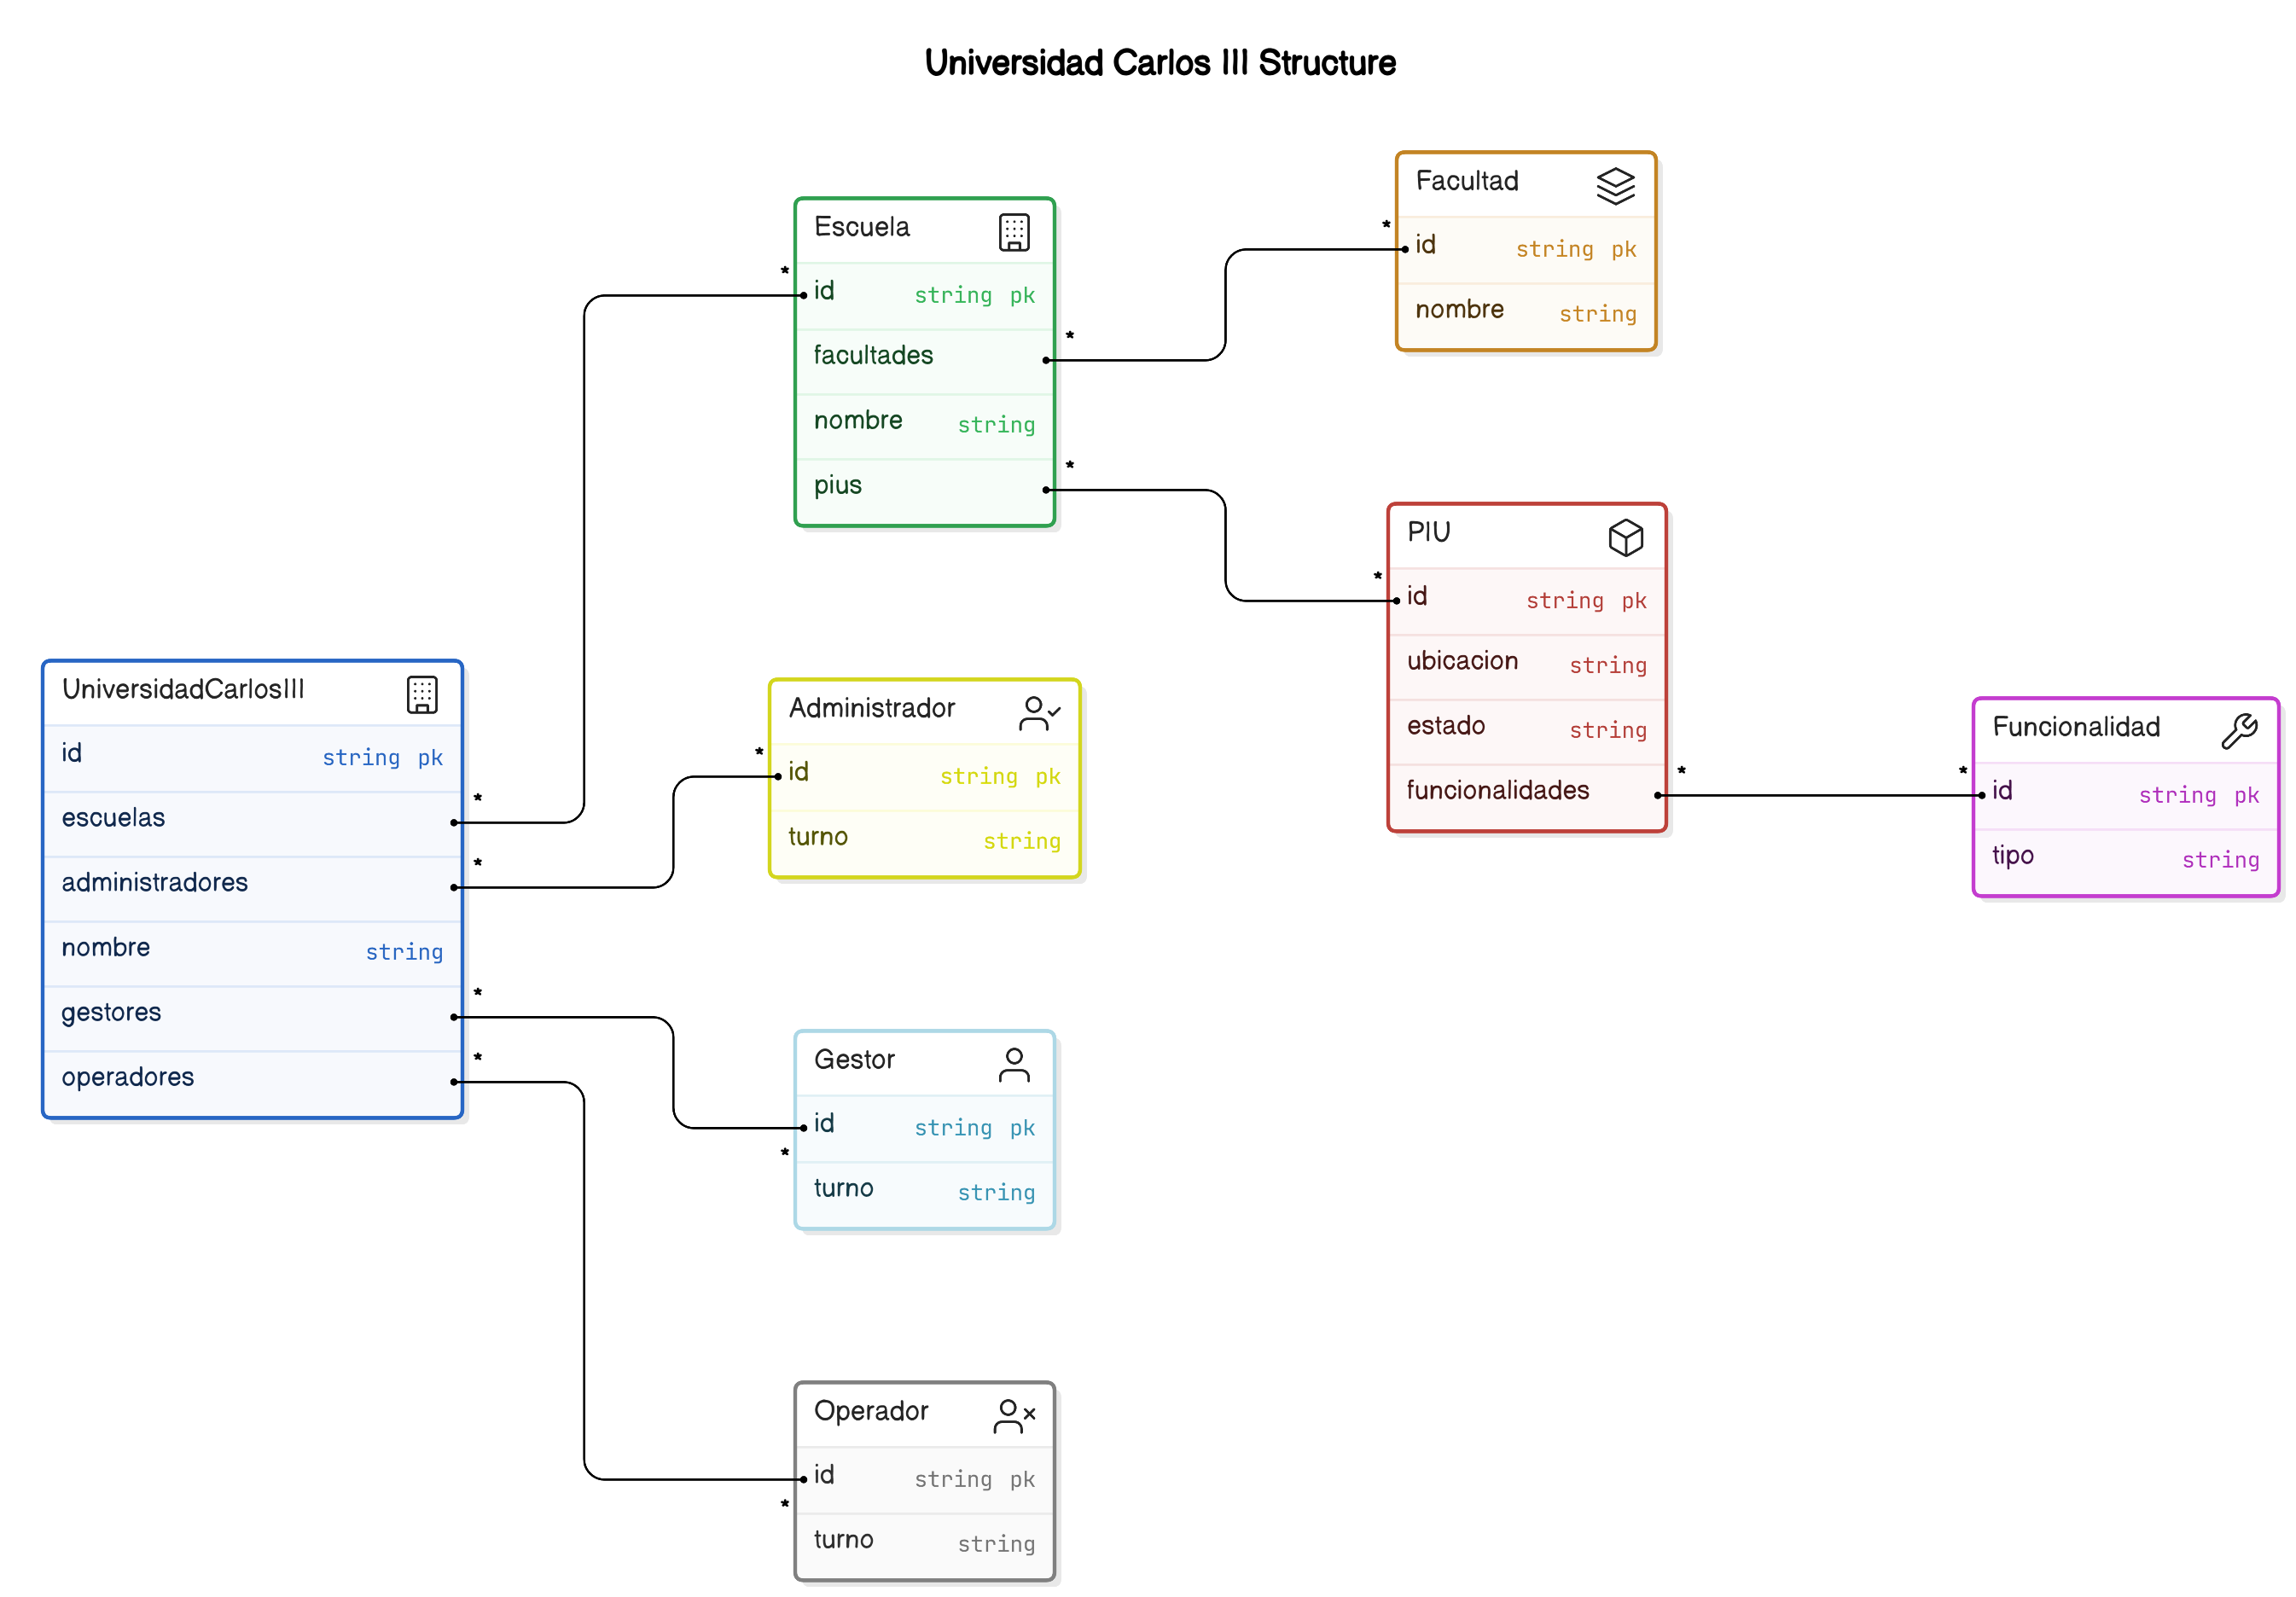 Universidad Carlos III Structure
Facultad
id string pk
nombre string
Escuela
id string pk
facultades
nombre string
pius
PIU
id string pk
ubicacion string
estado string
funcionalidades
UniversidadCarlosIII
id string pk
escuelas
administradores
nombre string
gestores
operadores
Administrador
id string pk
turno string
Funcionalidad
id string pk
tipo string
Gestor
id string pk
turno string
Operador
id string pk
turno string